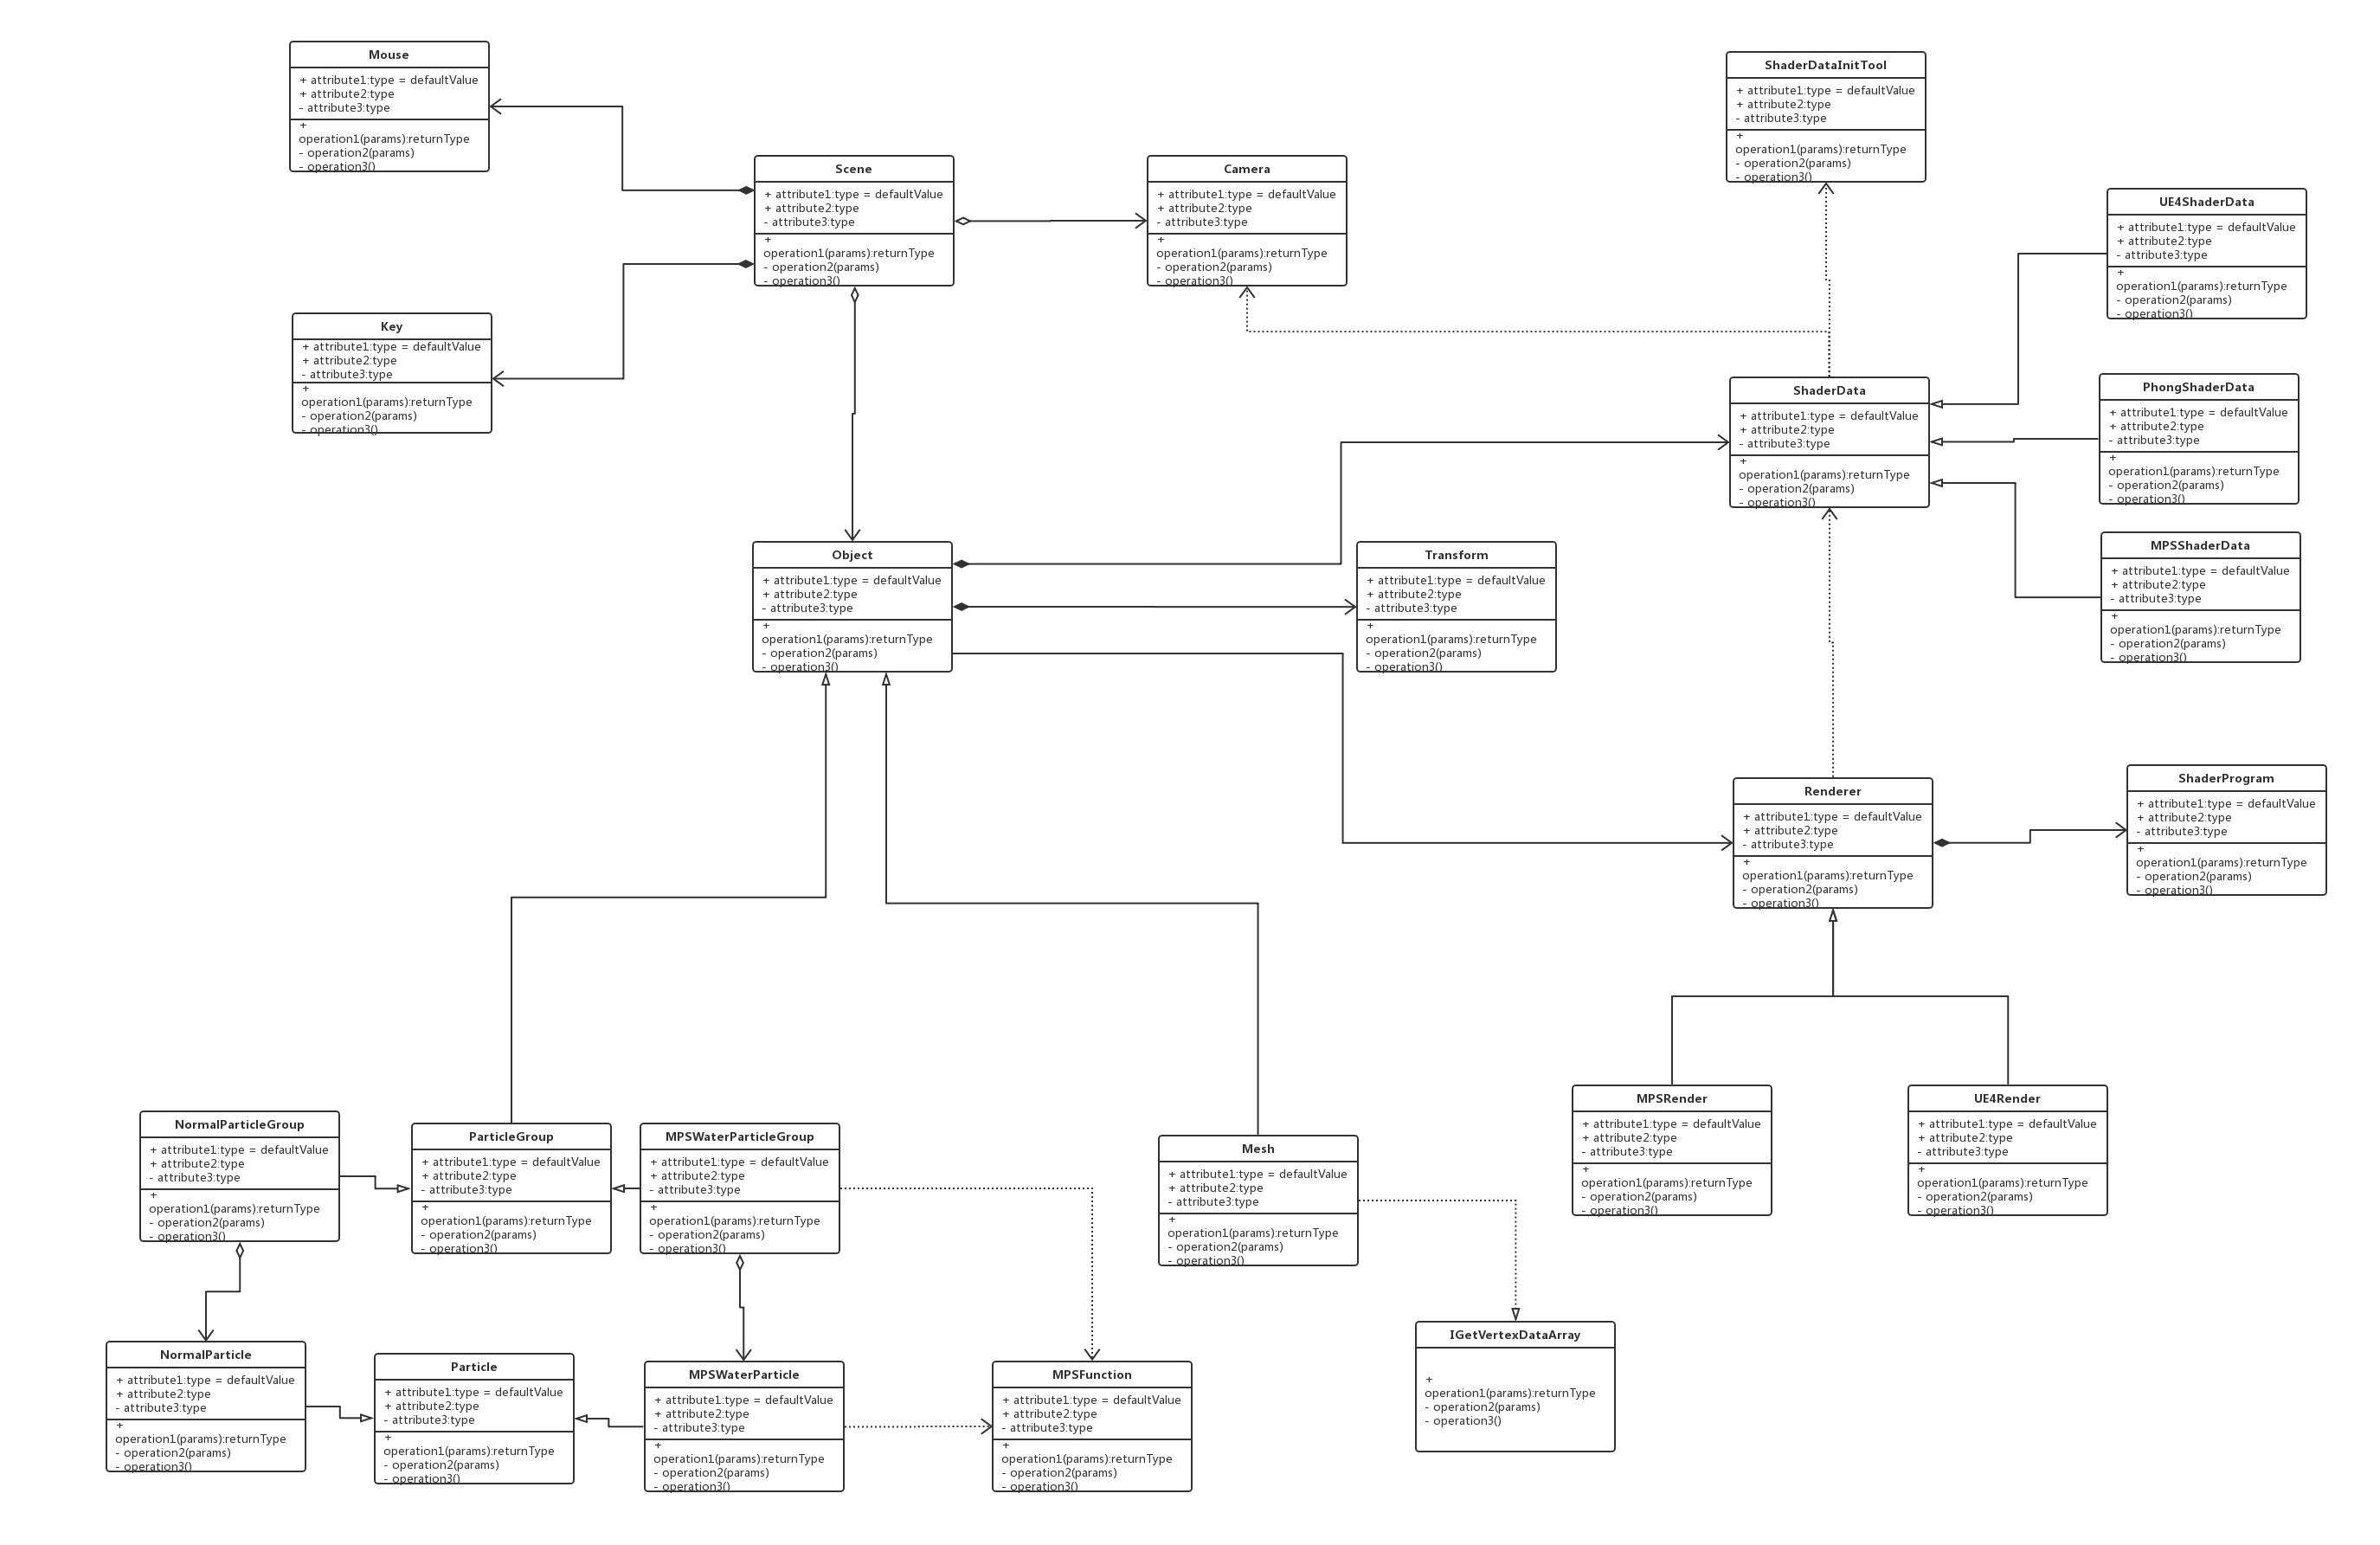 Mouse
+ attribute1:type = defaultValue
+ attribute2:type
- attribute3:type
+
operation1(params):returnType
- operation2(params)
- operation3()
ShaderDataInitTool
+ attribute1:type = defaultValue
+ attribute2:type
- attribute3:type
+
operation1(params):returnType
- operation2(params)
- operation3()
Scene
+ attribute1:type = defaultValue
+ attribute2:type
- attribute3:type
+
operation1(params):returnType
- operation2(params)
- operation3()
Camera
+ attribute1:type = defaultValue
+ attribute2:type
- attribute3:type
+
operation1(params):returnType
- operation2(params)
- operation3()
UE4ShaderData
+ attribute1:type = defaultValue
+ attribute2:type
- attribute3:type
+
operation1(params):returnType
- operation2(params)
- operation3()
Key
+ attribute1:type = defaultValue
+ attribute2:type
- attribute3:type
+
operation1(params):returnType
- operation2(params)
- operation3()
ShaderData
+ attribute1:type = defaultValue
+ attribute2:type
- attribute3:type
+
operation1(params):returnType
- operation2(params)
- operation3()
PhongShaderData
+ attribute1:type = defaultValue
+ attribute2:type
- attribute3:type
+
operation1(params):returnType
- operation2(params)
- operation3()
Object
+ attribute1:type = defaultValue
+ attribute2:type
- attribute3:type
+
operation1(params):returnType
- operation2(params)
- operation3()
Transform
+ attribute1:type = defaultValue
+ attribute2:type
- attribute3:type
+
operation1(params):returnType
- operation2(params)
- operation3()
MPSShaderData
+ attribute1:type = defaultValue
+ attribute2:type
- attribute3:type
+
operation1(params):returnType
- operation2(params)
- operation3()
Renderer
+ attribute1:type = defaultValue
+ attribute2:type
- attribute3:type
+
operation1(params):returnType
- operation2(params)
- operation3()
ShaderProgram
+ attribute1:type = defaultValue
+ attribute2:type
- attribute3:type
+
operation1(params):returnType
- operation2(params)
- operation3()
MPSRender
+ attribute1:type = defaultValue
+ attribute2:type
- attribute3:type
+
operation1(params):returnType
- operation2(params)
- operation3()
UE4Render
+ attribute1:type = defaultValue
+ attribute2:type
- attribute3:type
+
operation1(params):returnType
- operation2(params)
- operation3()
NormalParticleGroup
+ attribute1:type = defaultValue
+ attribute2:type
- attribute3:type
+
operation1(params):returnType
- operation2(params)
- operation3()
ParticleGroup
+ attribute1:type = defaultValue
+ attribute2:type
- attribute3:type
+
operation1(params):returnType
- operation2(params)
- operation3()
MPSWaterParticleGroup
+ attribute1:type = defaultValue
+ attribute2:type
- attribute3:type
+
operation1(params):returnType
- operation2(params)
- operation3()
Mesh
+ attribute1:type = defaultValue
+ attribute2:type
- attribute3:type
+
operation1(params):returnType
- operation2(params)
- operation3()
NormalParticle
+ attribute1:type = defaultValue
+ attribute2:type
- attribute3:type
+
operation1(params):returnType
- operation2(params)
- operation3()
Particle
+ attribute1:type = defaultValue
+ attribute2:type
- attribute3:type
+
operation1(params):returnType
- operation2(params)
- operation3()
MPSWaterParticle
+ attribute1:type = defaultValue
+ attribute2:type
- attribute3:type
+
operation1(params):returnType
- operation2(params)
- operation3()
MPSFunction
+ attribute1:type = defaultValue
+ attribute2:type
- attribute3:type
+
operation1(params):returnType
- operation2(params)
- operation3()
IGetVertexDataArray
+
operation1(params):returnType
- operation2(params)
- operation3()